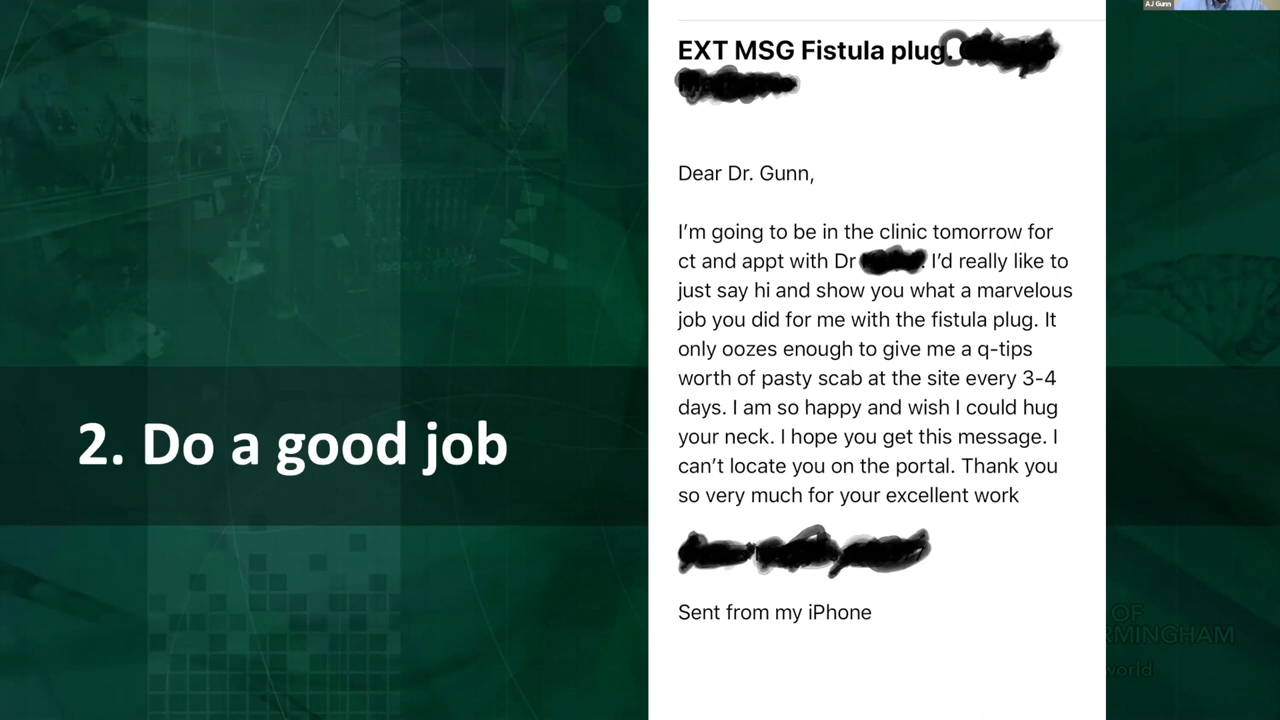 AJ Gunn
EXT MSG Fistula plug.
Dear Dr. Gunn,
I’m going to be in the clinic tomorrow for
ct and appt with Dr . I’d really like to
just say hi and show you what a marvelous
job you did for me with the fistula plug. It
only oozes enough to give me a q-tips
worth of pasty scab at the site every 3-4
days. I am so happy and wish I could hug
your neck. I hope you get this message. I
can’t locate you on the portal. Thank you
so very much for your excellent work
Sent from my iPhone
2. Do a good job
OF
RMINGHAM
world